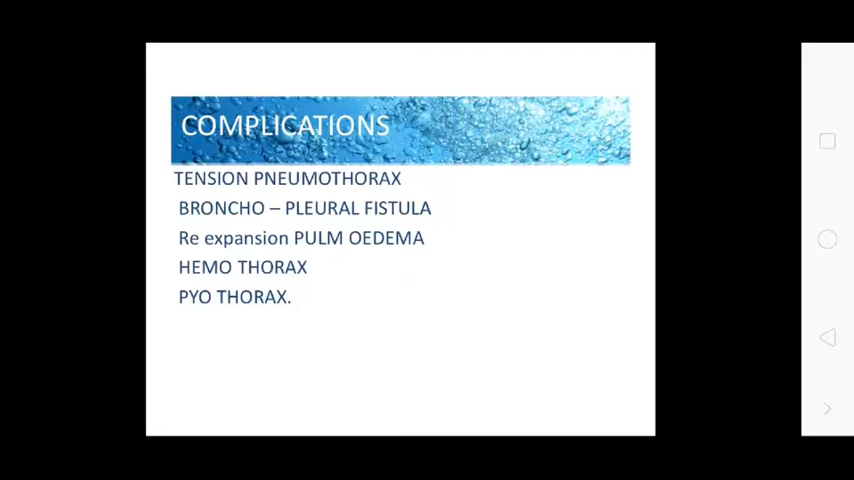 COMPLICATIONS
TENSION PNEUMOTHORAX
BRONCHO – PLEURAL FISTULA
Re expansion PULM OEDEMA
HEMO THORAX
PYO THORAX.